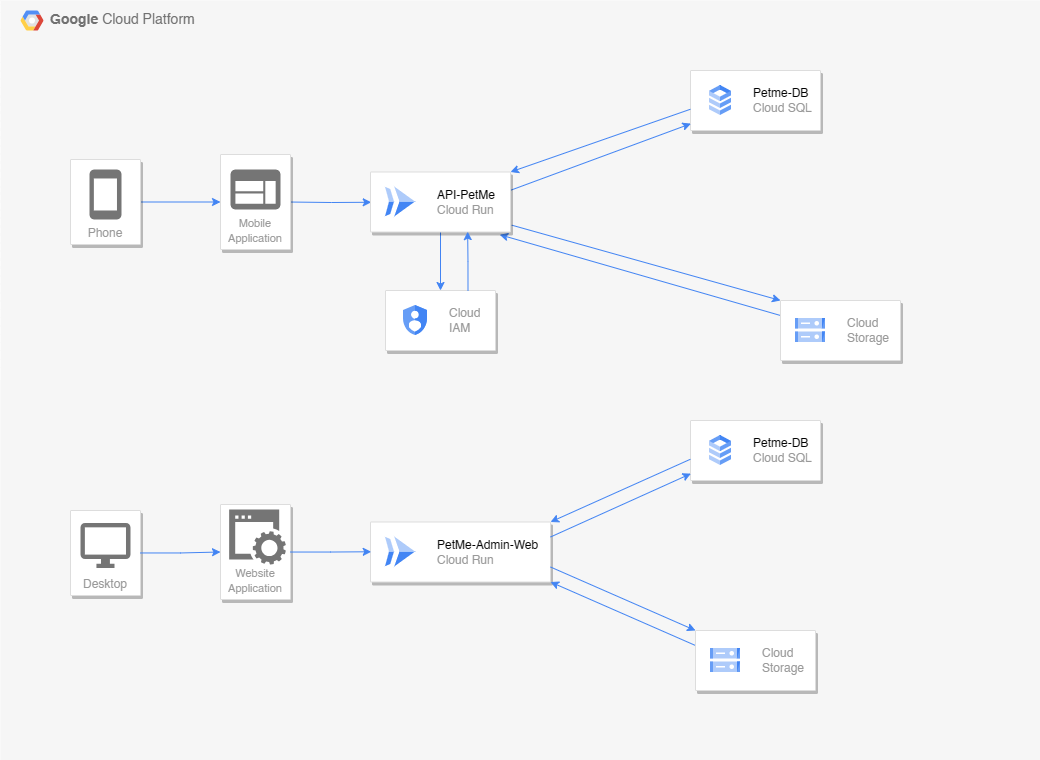 Google Cloud Platform
Petme-DB
Cloud SQL
Phone
Mobile
Application
API-PetMe
Cloud Run
Cloud
IAM
Cloud
Storage
Petme-DB
Cloud SQL
Desktop
Website
Application
PetMe-Admin-Web
Cloud Run
Cloud
Storage